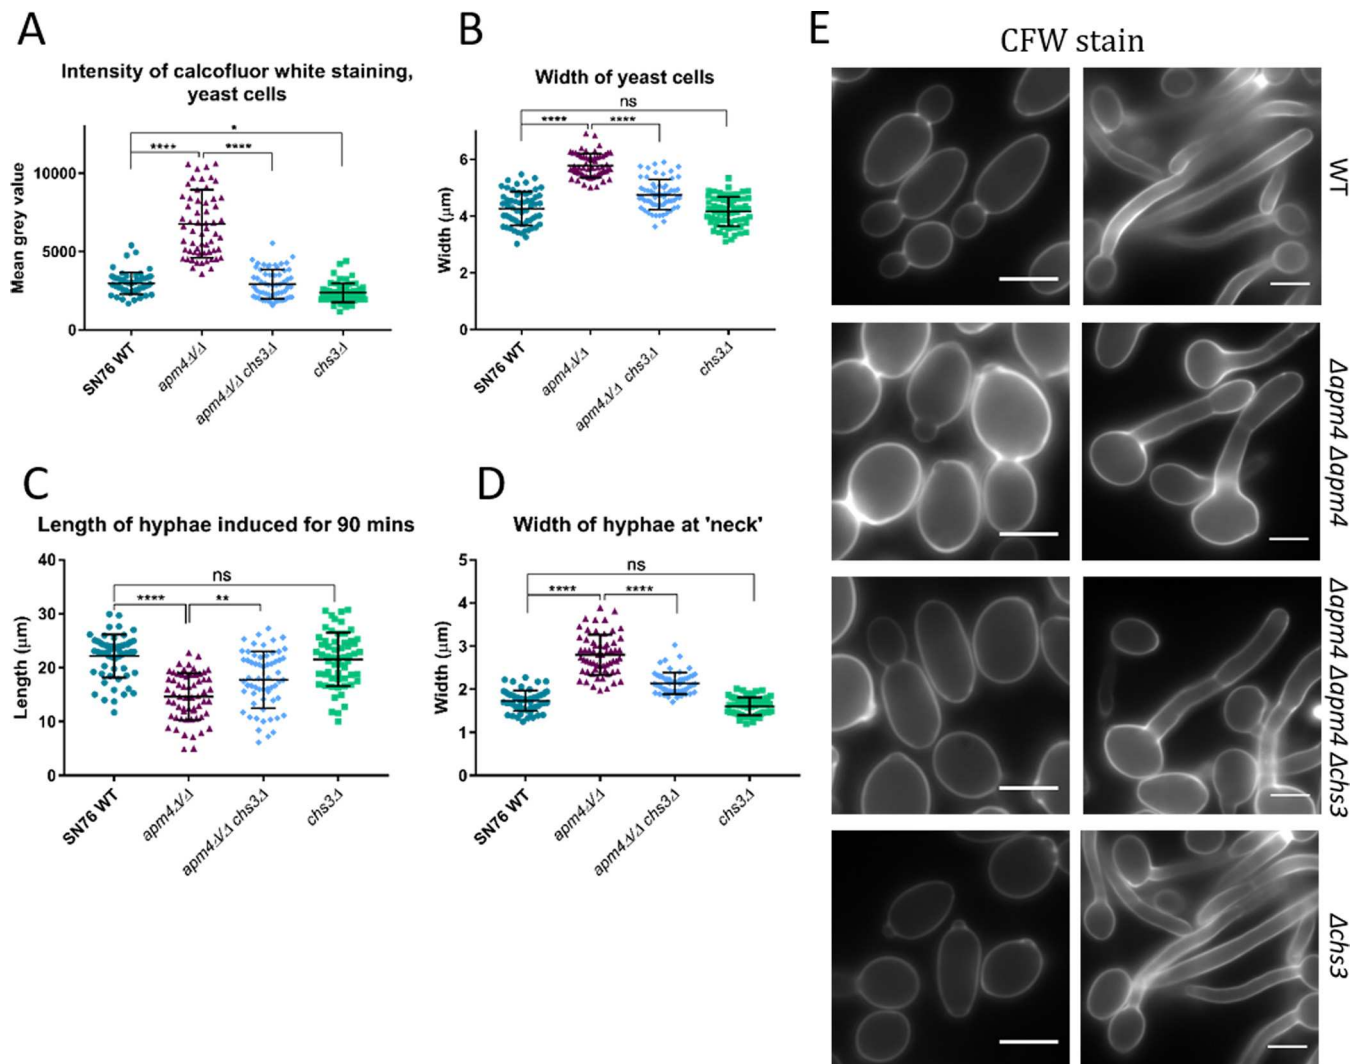 A
Intensity of calcofluor white staining,
yeast cells
Mean grey value
10000
5000
0
*
****
****
SN76 WT
apm4Δ/Δ
apm4Δ/Δ chs3Δ
chs3Δ
B
Width of yeast cells
Width (μm)
6
4
2
0
ns
****
****
SN76 WT
apm4Δ/Δ
apm4Δ/Δ chs3Δ
chs3Δ
C
Length of hyphae induced for 90 mins
Length (μm)
40
30
20
10
0
ns
****
**
SN76 WT
apm4Δ/Δ
apm4Δ/Δ chs3Δ
chs3Δ
D
Width of hyphae at 'neck'
Width (μm)
5
4
3
2
1
0
ns
****
****
SN76 WT
apm4Δ/Δ
apm4Δ/Δ chs3Δ
chs3Δ
E
CFW stain
WT
Δapm4 Δapm4
Δapm4 Δapm4 Δchs3
Δchs3